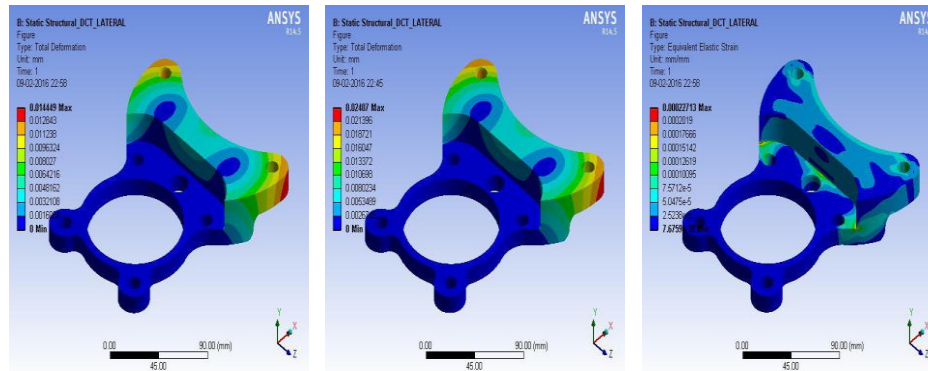 B: Static Structural_DCT_LATERAL
Figure
Type: Total Deformation
Unit: mm
Time: 1
09-02-2016 22:58
0.014449 Max
0.012843
0.011238
0.0096324
0.008027
0.0064216
0.0048162
0.0032108
0 Min
ANSYS
R14.5
Y
X
Z
0.00
90.00 (mm)
45.00
B: Static Structural_DCT_LATERAL
Figure
Type: Total Deformation
Unit: mm
Time: 1
09-02-2016 22:45
0.02407 Max
0.021396
0.018721
0.016047
0.013372
0.010698
0.0080234
0.0053489
0 Min
ANSYS
R14.5
Y
X
Z
0.00
90.00 (mm)
45.00
B: Static Structural_DCT_LATERAL
Figure
Type: Equivalent Elastic Strain
Unit: mm/mm
Time: 1
09-02-2016 22:58
0.00022713 Max
0.0002019
0.00017666
0.00015142
0.00012619
0.00010095
7.5712e-5
5.0475e-5
ANSYS
R14.5
Y
X
Z
0.00
90.00 (mm)
45.00